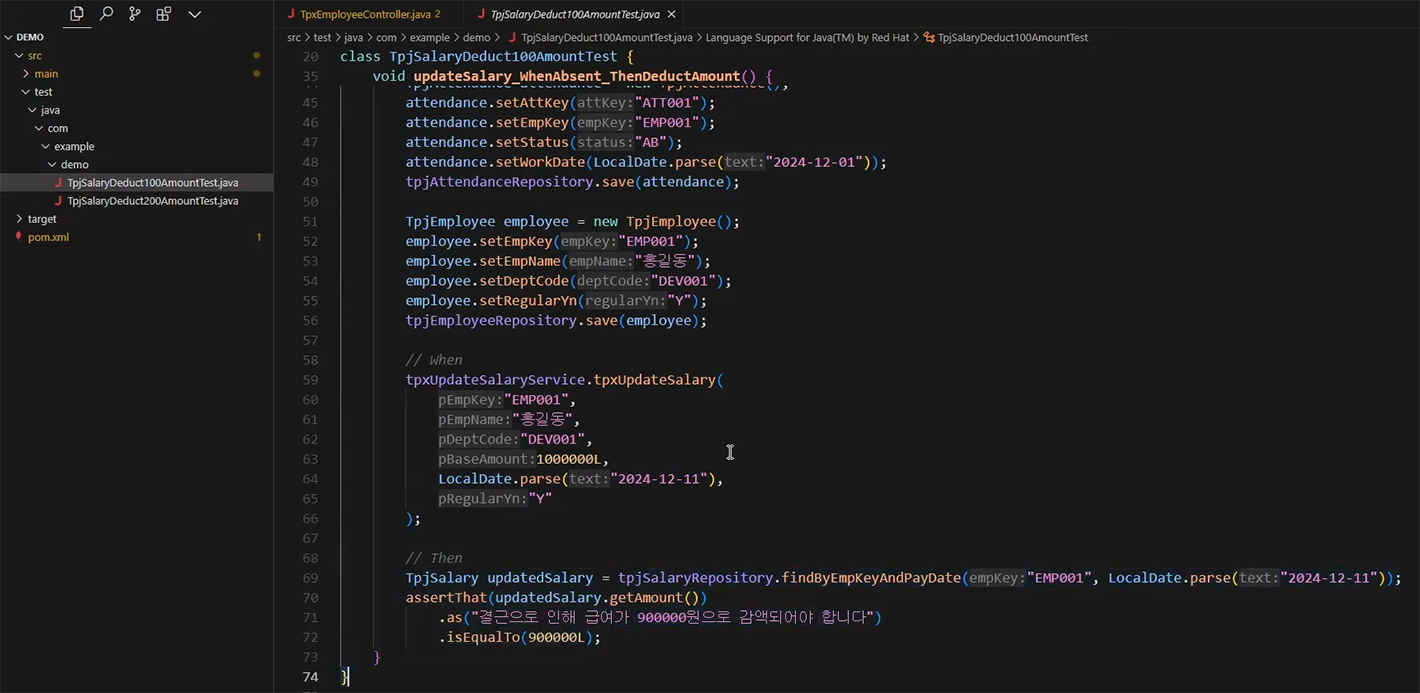 TpxEmployeeController.java 2
TpjSalaryDeduct100AmountTest.java ×
DEMO
src
main
test
java
com
example
demo
TpjSalaryDeduct100AmountTest.java
TpjSalaryDeduct200AmountTest.java
target
pom.xml 1
src > test > java > com > example > demo > TpjSalaryDeduct100AmountTest.java > Language Support for Java(TM) by Red Hat > TpjSalaryDeduct100AmountTest
20 class TpjSalaryDeduct100AmountTest {
35 void updateSalary_WhenAbsent_ThenDeductAmount() {
45 attendance.setAttKey(attKey:"ATT001");
46 attendance.setEmpKey(empKey:"EMP001");
47 attendance.setStatus(status:"AB");
48 attendance.setWorkDate(LocalDate.parse(text:"2024-12-01"));
49 tpjAttendanceRepository.save(attendance);
50
51 TpjEmployee employee = new TpjEmployee();
52 employee.setEmpKey(empKey:"EMP001");
53 employee.setEmpName(empName:"홍길동");
54 employee.setDeptCode(deptCode:"DEV001");
55 employee.setRegularYn(regularYn:"Y");
56 tpjEmployeeRepository.save(employee);
57
58 // When
59 tpxUpdateSalaryService.tpxUpdateSalary(
60 pEmpKey:"EMP001",
61 pEmpName:"홍길동",
62 pDeptCode:"DEV001",
63 pBaseAmount:1000000L,
64 LocalDate.parse(text:"2024-12-11"),
65 pRegularYn:"Y"
66 );
67
68 // Then
69 TpjSalary updatedSalary = tpjSalaryRepository.findByEmpKeyAndPayDate(empKey:"EMP001", LocalDate.parse(text:"2024-12-11"));
70 assertThat(updatedSalary.getAmount())
71 .as("결근으로 인해 급여가 900000원으로 감액되어야 합니다")
72 .isEqualTo(900000L);
73 }
74 }